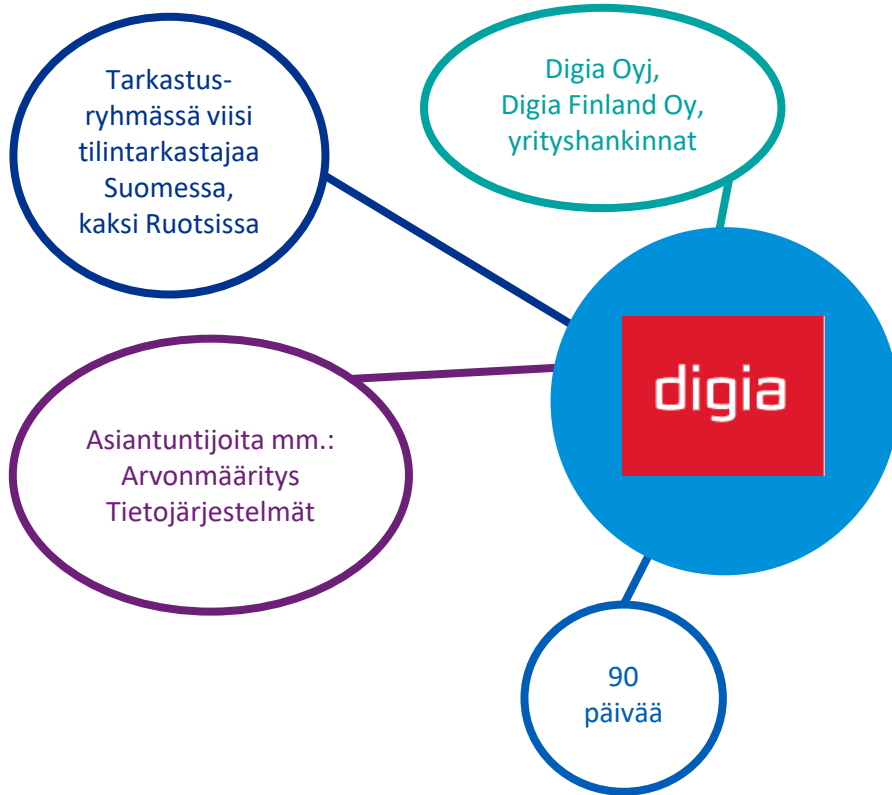 Tarkastus-
ryhmässä viisi
tilintarkastajaa
Suomessa,
kaksi Ruotsissa
Digia Oyj,
Digia Finland Oy,
yrityshankinnat
digia
Asiantuntijoita mm.:
Arvonmääritys
Tietojärjestelmät
90
päivää